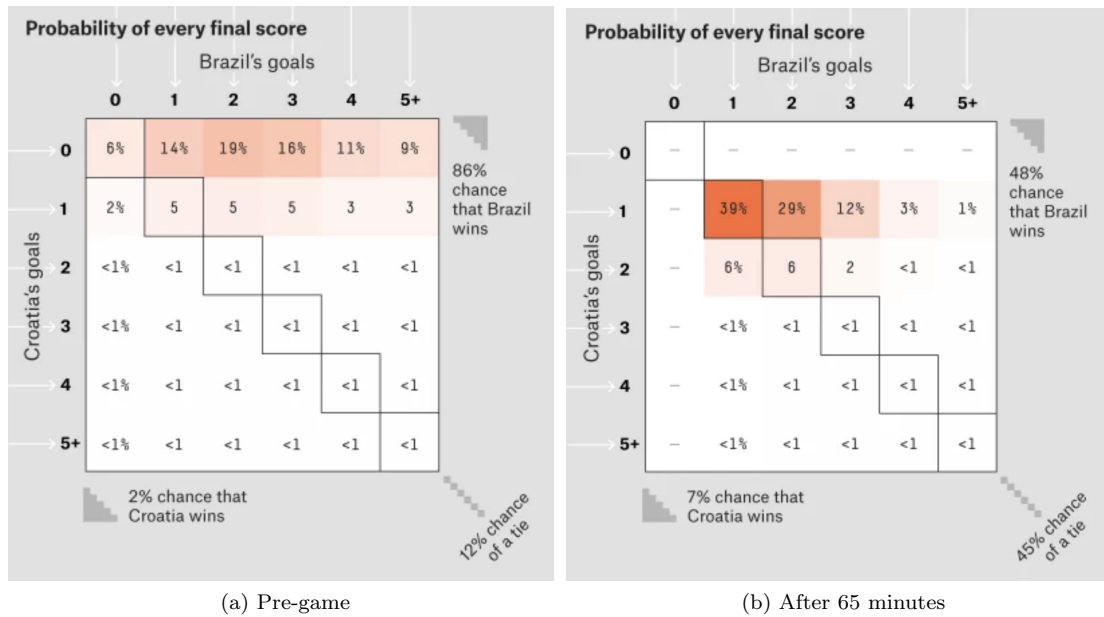 Probability of every final score
Brazil's goals
0 1 2 3 4 5+
Croatia's goals
0 6% 14% 19% 16% 11% 9%
1 2% 5 5 5 3 3
2 <1% <1 <1 <1 <1 <1
3 <1% <1 <1 <1 <1 <1
4 <1% <1 <1 <1 <1 <1
5+ <1% <1 <1 <1 <1 <1
86%
chance
that Brazil
wins
2% chance that
Croatia wins
12% chance
of a tie
(a) Pre-game
Probability of every final score
Brazil's goals
0 1 2 3 4 5+
Croatia's goals
0 – – – – – –
1 – 39% 29% 12% 3% 1%
2 – 6% 6 2 <1 <1
3 – <1% <1 <1 <1 <1
4 – <1% <1 <1 <1 <1
5+ – <1% <1 <1 <1 <1
48%
chance
that Brazil
wins
7% chance that
Croatia wins
45% chance
of a tie
(b) After 65 minutes